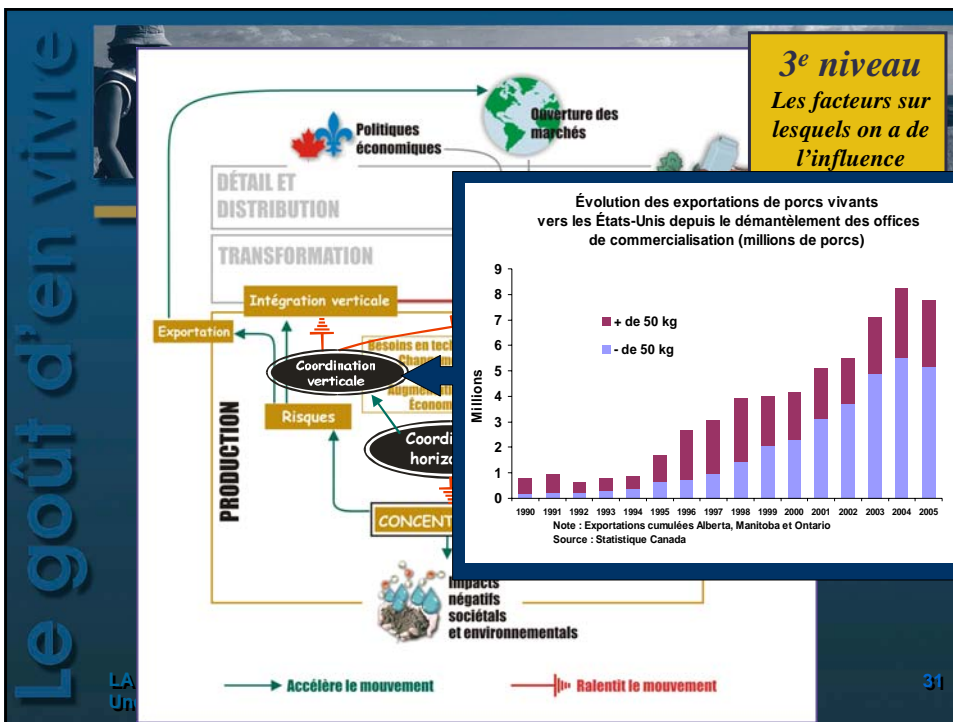 Le goût d'en vivre
3e niveau
Les facteurs sur
lesquels on a de
l'influence
Politiques
économiques
Ouverture des
marchés
DÉTAIL ET
DISTRIBUTION
TRANSFORMATION
Intégration verticale
Exportation
Besoins en
Coordination
verticale
Risques
PRODUCTION
Impacts
négatifs
sociétals
et environnementals
Accélère le mouvement
Ralentit le mouvement
Évolution des exportations de porcs vivants
vers les États-Unis depuis le démantèlement des offices
de commercialisation (millions de porcs)
Millions
9
8
7
6
5
4
3
2
1
0
+ de 50 kg
- de 50 kg
1990 1991 1992 1993 1994 1995 1996 1997 1998 1999 2000 2001 2002 2003 2004 2005
Note : Exportations cumulées Alberta, Manitoba et Ontario
Source : Statistique Canada
LA
31